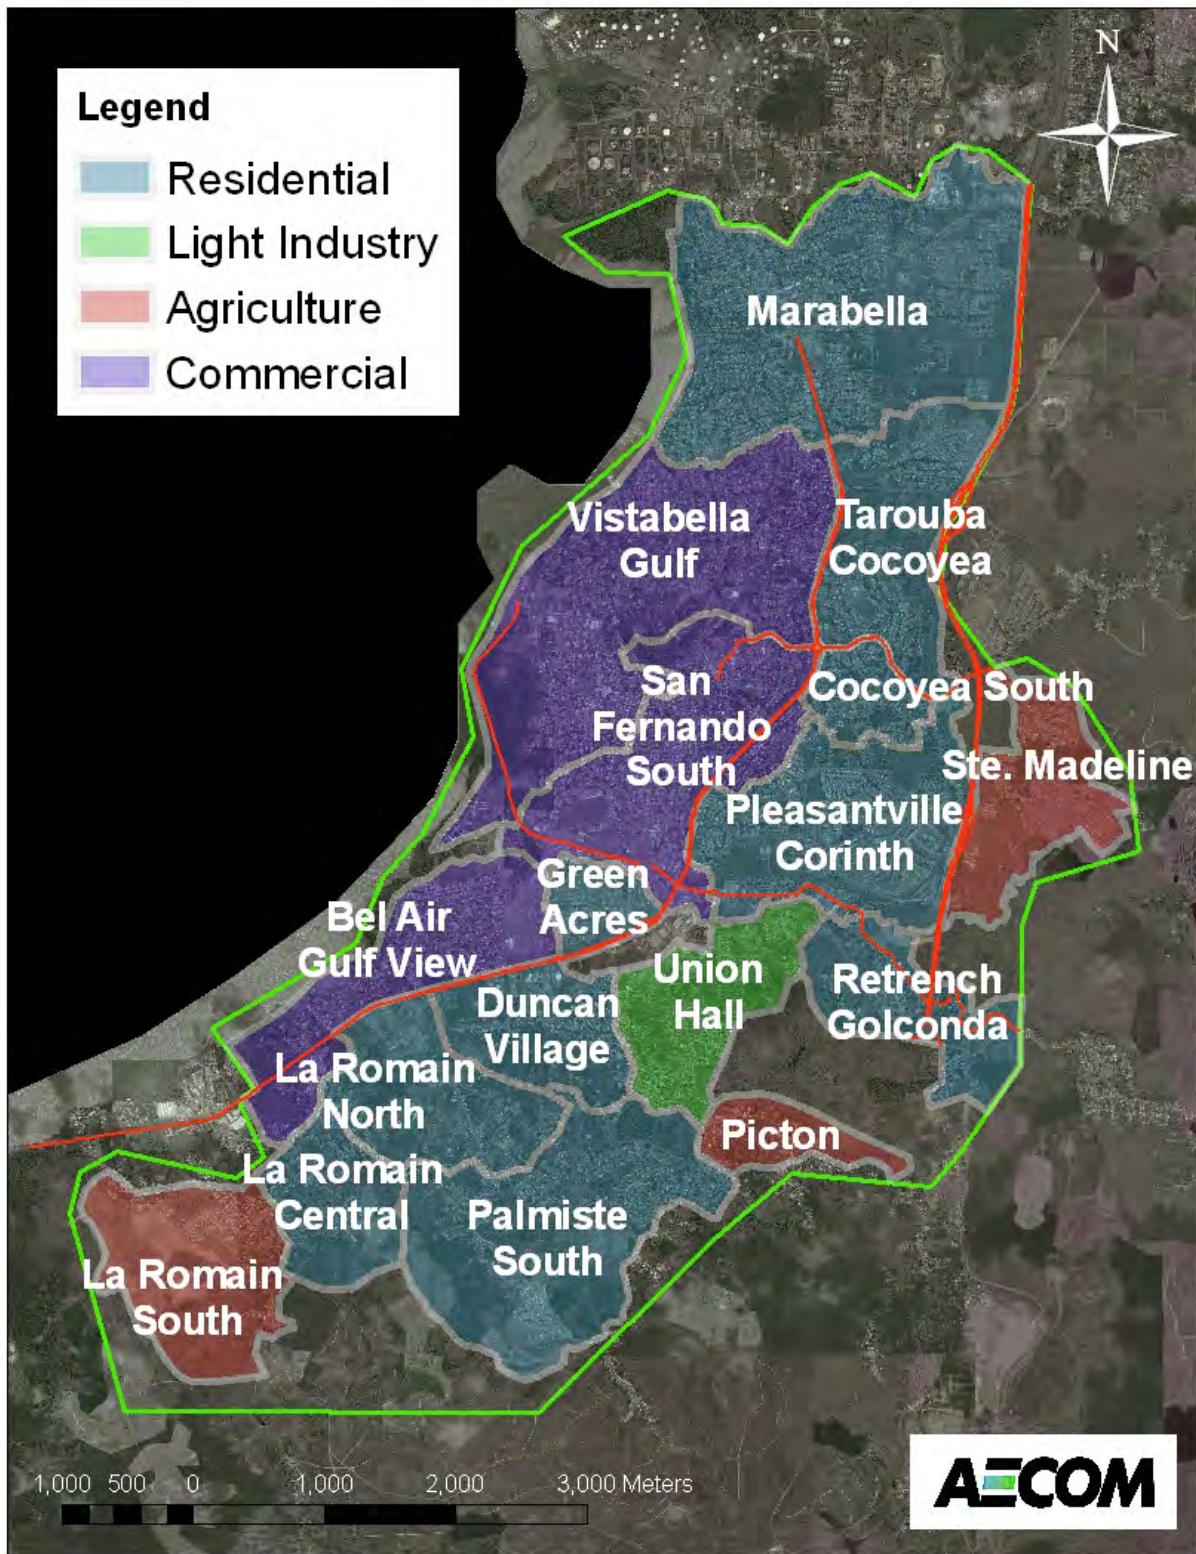 N
Legend
Residential
Light Industry
Agriculture
Commercial
Marabella
Vistabella
Gulf
Tarouba
Cocoyea
San
Fernando
South
Cocoyea South
Ste. Madeline
Pleasantville
Corinth
Green
Acres
Bel Air
Gulf View
Union
Hall
Retrench
Golconda
Duncan
Village
La Romain
North
Picton
La Romain
Central
Palmiste
South
La Romain
South
1,000 500 0 1,000 2,000 3,000 Meters
AECOM